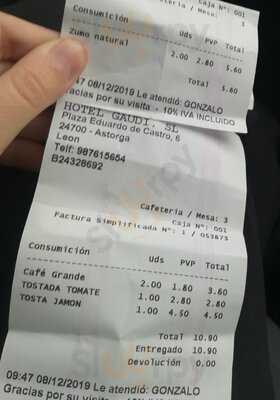 Caja Nº: 001
Cafeteria / Mesa: 3
Consumición Uds PVP Total
Zumo natural 2.00 2.80 5.60
Total 5.60
:47 08/12/2019 Le atendió: GONZALO
Gracias por su visita - 10% IVA INCLUIDO
HOTEL GAUDI, SL
Plaza Eduardo de Castro, 6
24700 - Astorga
Leon
Telf: 987615654
B24328692
Cafeteria / Mesa: 3
Caja Nº: 001
Factura Simplificada Nº: 1 / 053673
Consumición Uds PVP Total
Café Grande 2.00 1.80 3.60
TOSTADA TOMATE 1.00 2.80 2.80
TOSTA JAMON 1.00 4.50 4.50
Total 10.90
Entregado 10.90
Devolución 0.00
09:47 08/12/2019 Le atendió: GONZALO
Gracias por su visita